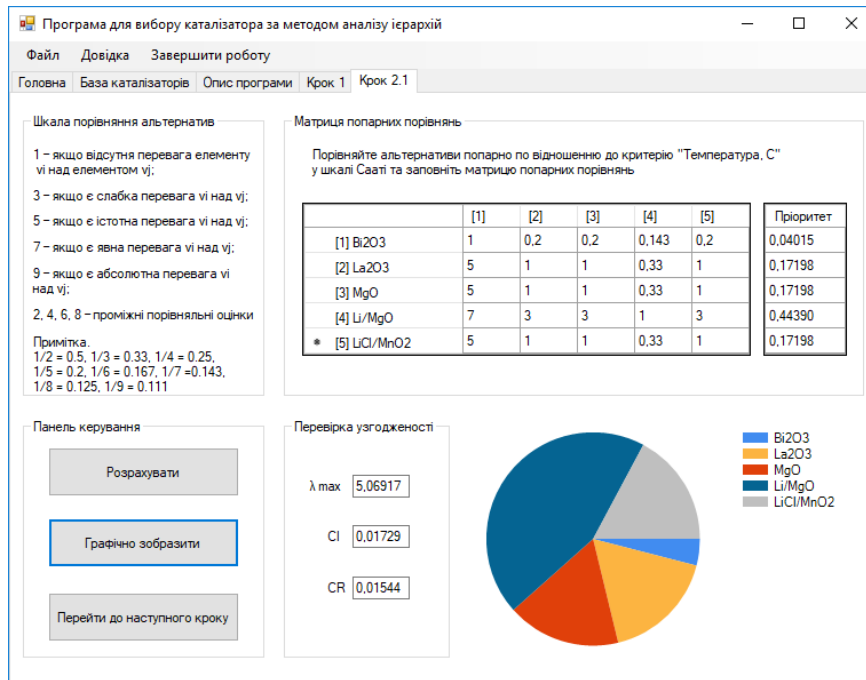 Програма для вибору каталізатора за методом аналізу ієрархій
Файл Довідка Завершити роботу
Головна База каталізаторів Опис програми Крок 1 Крок 2.1
Шкала порівняння альтернатив
1 – якщо відсутня перевага елементу
vi над елементом vj;
3 – якщо є слабка перевага vi над vj;
5 – якщо є істотна перевага vi над vj;
7 – якщо є явна перевага vi над vj;
9 – якщо є абсолютна перевага vi
над vj;
2, 4, 6, 8 – проміжні порівняльні оцінки
Примітка.
1/2 = 0.5, 1/3 = 0.33, 1/4 = 0.25,
1/5 = 0.2, 1/6 = 0.167, 1/7 =0.143,
1/8 = 0.125, 1/9 = 0.111
Матриця попарних порівнянь
Порівняйте альтернативи попарно по відношенню до критерію "Температура, С"
у шкалі Сааті та заповніть матрицю попарних порівнянь
[1] [2] [3] [4] [5] Пріоритет
[1] Bi2O3 1 0,2 0,2 0,143 0,2 0,04015
[2] La2O3 5 1 1 0,33 1 0,17198
[3] MgO 5 1 1 0,33 1 0,17198
[4] Li/MgO 7 3 3 1 3 0,44390
* [5] LiCl/MnO2 5 1 1 0,33 1 0,17198
Панель керування
Розрахувати
Графічно зобразити
Перейти до наступного кроку
Перевірка узгодженості
λ max 5,06917
CI 0,01729
CR 0,01544
Bi2O3
La2O3
MgO
Li/MgO
LiCl/MnO2